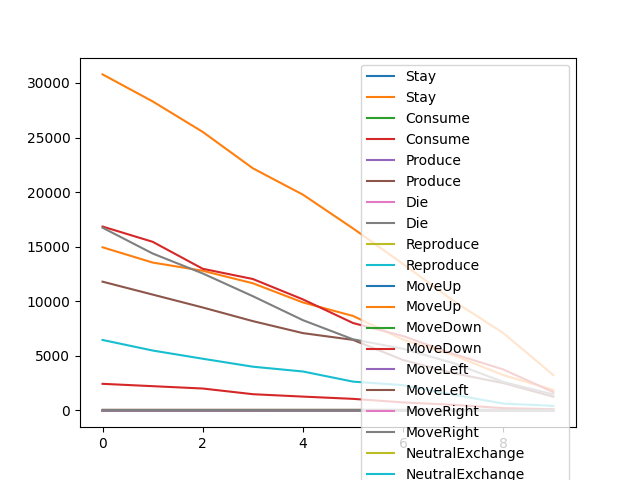 30000
25000
20000
15000
10000
5000
0
0
2
4
6
8
Stay
Stay
Consume
Consume
Produce
Produce
Die
Die
Reproduce
Reproduce
MoveUp
MoveUp
MoveDown
MoveDown
MoveLeft
MoveLeft
MoveRight
MoveRight
NeutralExchange
NeutralExchange